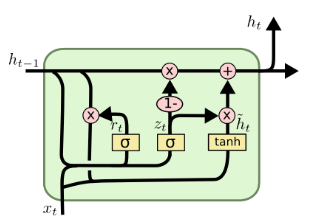 h_t
h_{t-1}
x +
1-
x r_t z_t x h̃_t
σ σ tanh
x_t